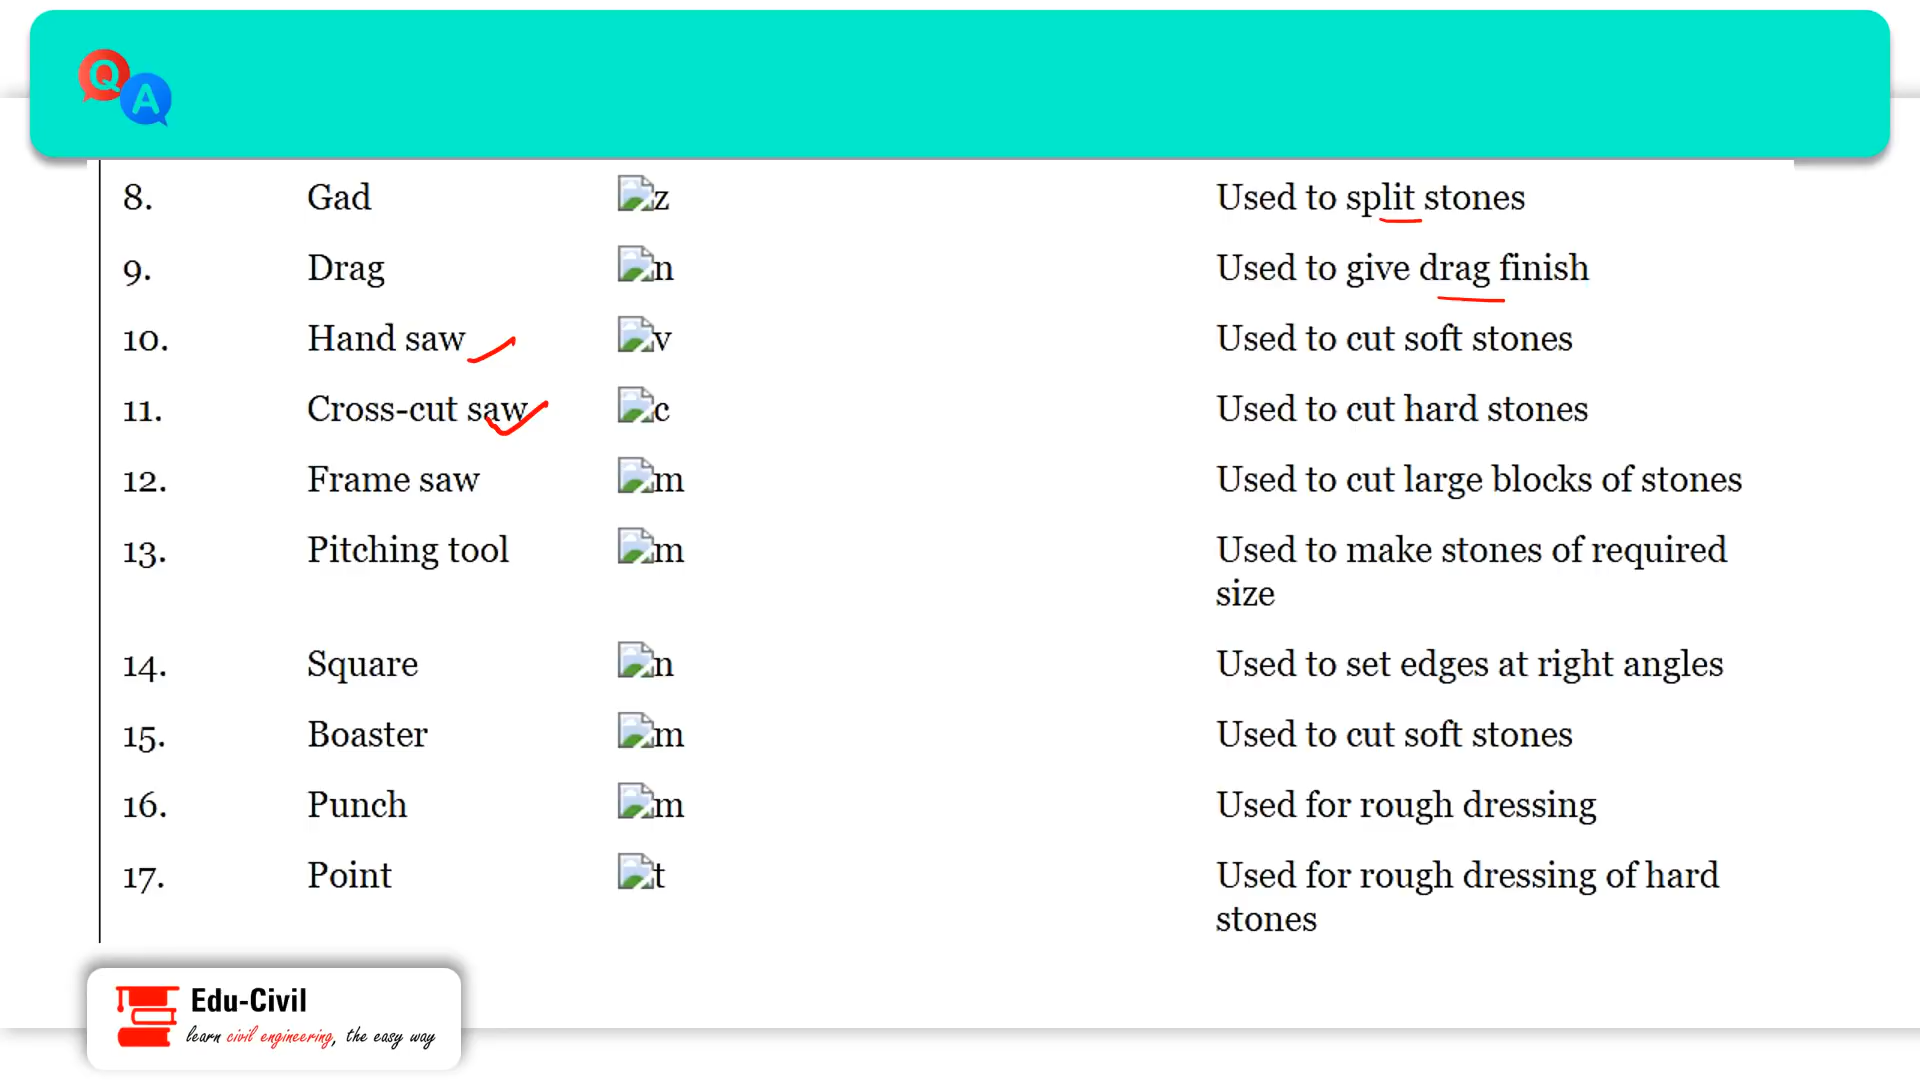 Q
A
8. Gad z Used to split stones
9. Drag n Used to give drag finish
10. Hand saw v Used to cut soft stones
11. Cross-cut saw c Used to cut hard stones
12. Frame saw m Used to cut large blocks of stones
13. Pitching tool m Used to make stones of required
size
14. Square n Used to set edges at right angles
15. Boaster m Used to cut soft stones
16. Punch m Used for rough dressing
17. Point t Used for rough dressing of hard
stones
Edu-Civil
learn civil engineering, the easy way